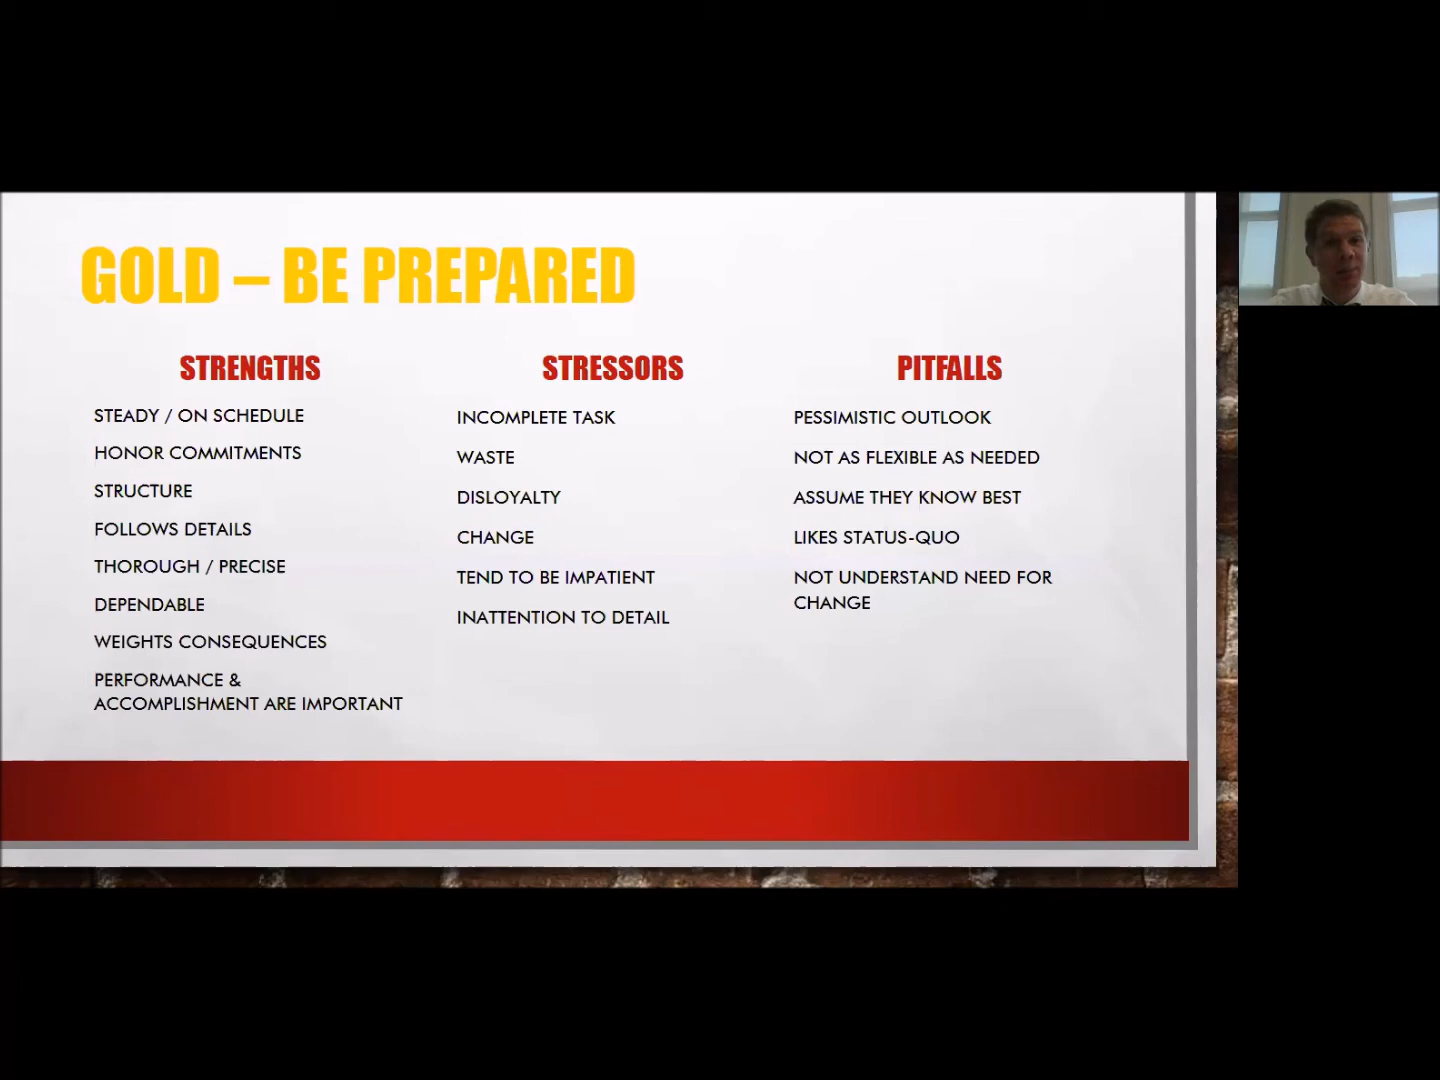 GOLD – BE PREPARED
STRENGTHS
STEADY / ON SCHEDULE
HONOR COMMITMENTS
STRUCTURE
FOLLOWS DETAILS
THOROUGH / PRECISE
DEPENDABLE
WEIGHTS CONSEQUENCES
PERFORMANCE &
ACCOMPLISHMENT ARE IMPORTANT
STRESSORS
INCOMPLETE TASK
WASTE
DISLOYALTY
CHANGE
TEND TO BE IMPATIENT
INATTENTION TO DETAIL
PITFALLS
PESSIMISTIC OUTLOOK
NOT AS FLEXIBLE AS NEEDED
ASSUME THEY KNOW BEST
LIKES STATUS-QUO
NOT UNDERSTAND NEED FOR
CHANGE